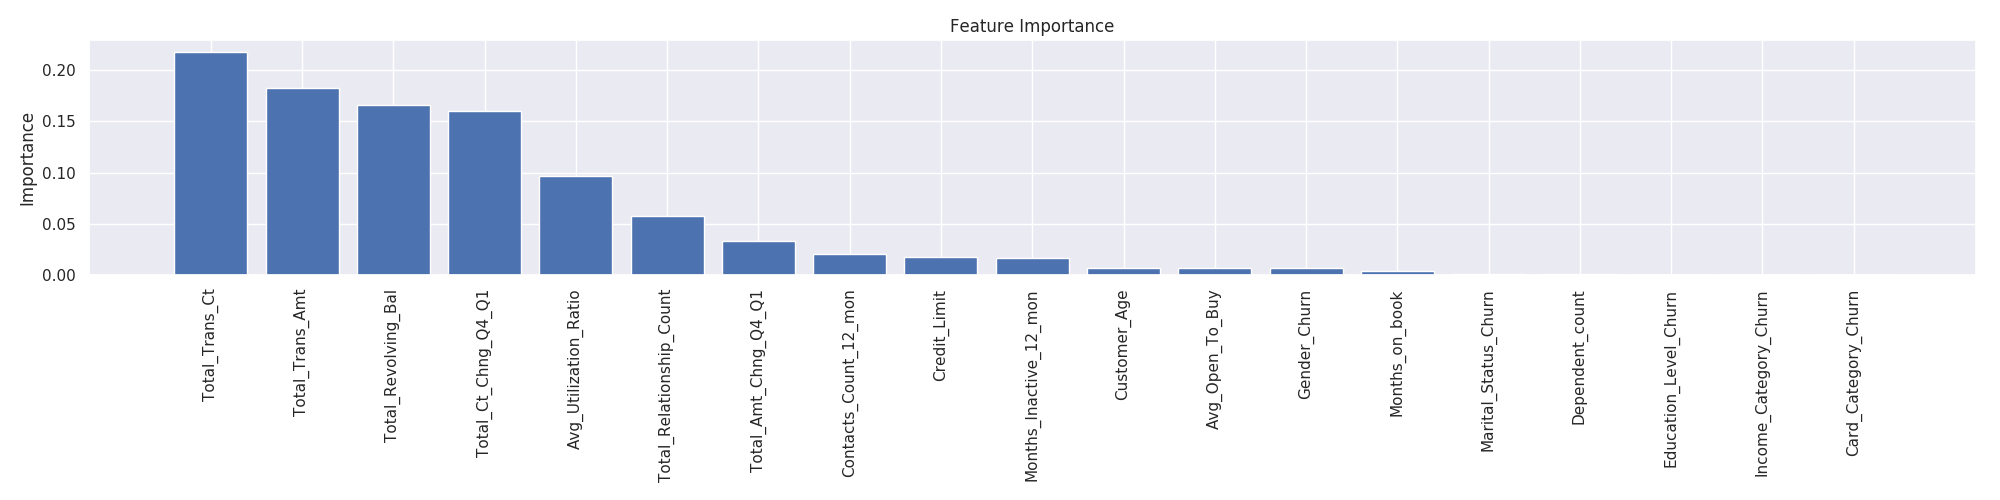 Feature Importance
Importance
0.20
0.15
0.10
0.05
0.00
Total_Trans_Ct
Total_Trans_Amt
Total_Revolving_Bal
Total_Ct_Chng_Q4_Q1
Avg_Utilization_Ratio
Total_Relationship_Count
Total_Amt_Chng_Q4_Q1
Contacts_Count_12_mon
Credit_Limit
Months_Inactive_12_mon
Customer_Age
Avg_Open_To_Buy
Gender_Churn
Months_on_book
Marital_Status_Churn
Dependent_count
Education_Level_Churn
Income_Category_Churn
Card_Category_Churn